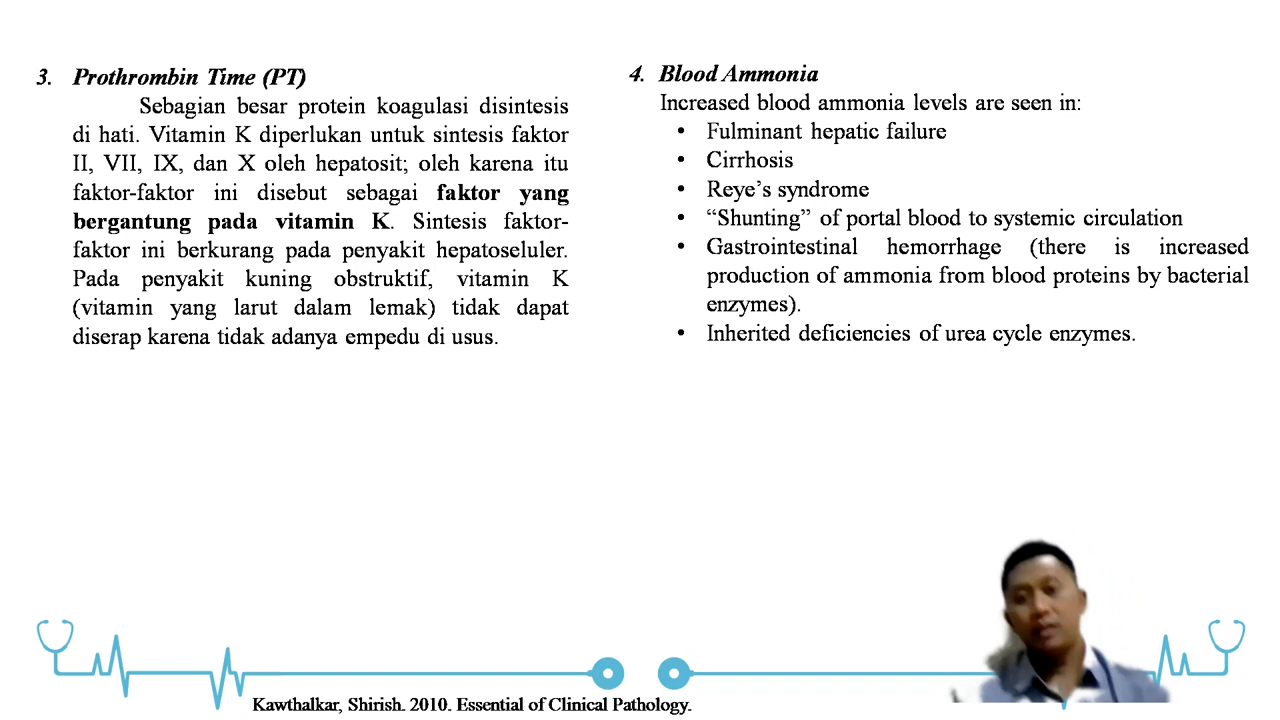 3. Prothrombin Time (PT)
Sebagian besar protein koagulasi disintesis
di hati. Vitamin K diperlukan untuk sintesis faktor
II, VII, IX, dan X oleh hepatosit; oleh karena itu
faktor-faktor ini disebut sebagai faktor yang
bergantung pada vitamin K. Sintesis faktor-
faktor ini berkurang pada penyakit hepatoseluler.
Pada penyakit kuning obstruktif, vitamin K
(vitamin yang larut dalam lemak) tidak dapat
diserap karena tidak adanya empedu di usus.
4. Blood Ammonia
Increased blood ammonia levels are seen in:
• Fulminant hepatic failure
• Cirrhosis
• Reye’s syndrome
• “Shunting” of portal blood to systemic circulation
• Gastrointestinal hemorrhage (there is increased
production of ammonia from blood proteins by bacterial
enzymes).
• Inherited deficiencies of urea cycle enzymes.
Kawthalkar, Shirish. 2010. Essential of Clinical Pathology.